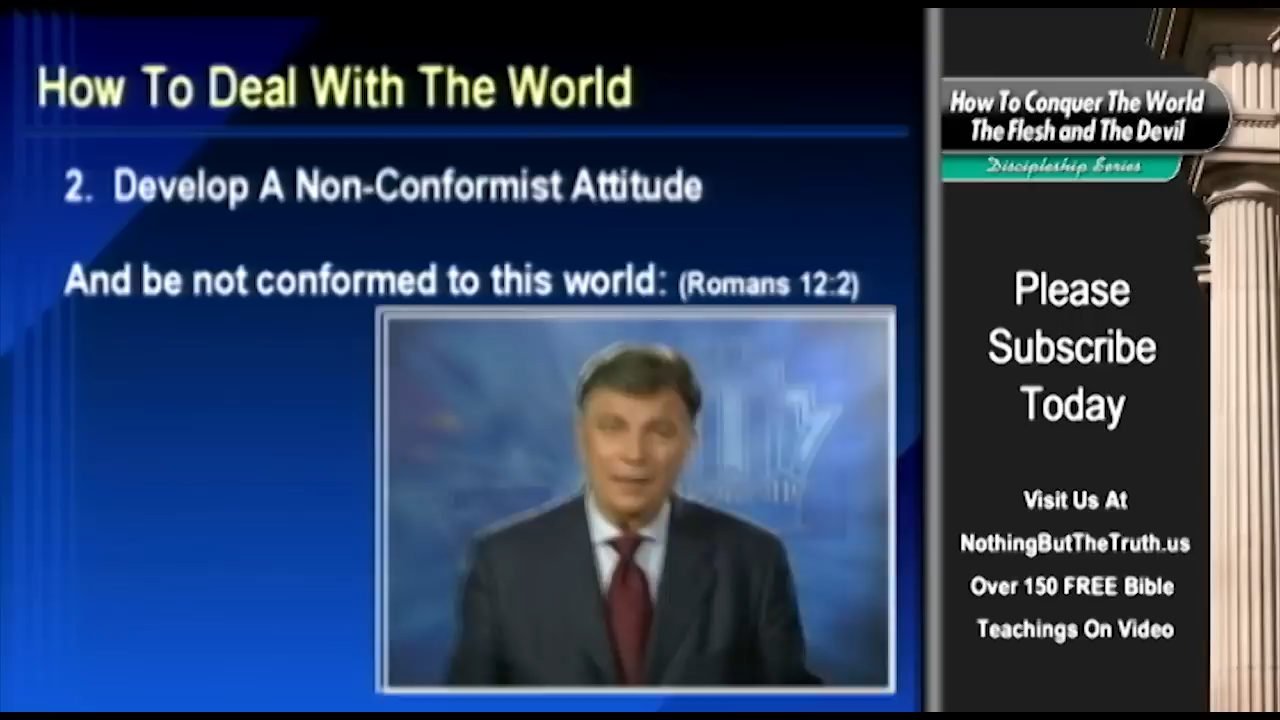 How To Deal With The World
2. Develop A Non-Conformist Attitude
And be not conformed to this world: (Romans 12:2)
How To Conquer The World
The Flesh and The Devil
Discipleship Series
Please
Subscribe
Today
Visit Us At
NothingButTheTruth.us
Over 150 FREE Bible
Teachings On Video